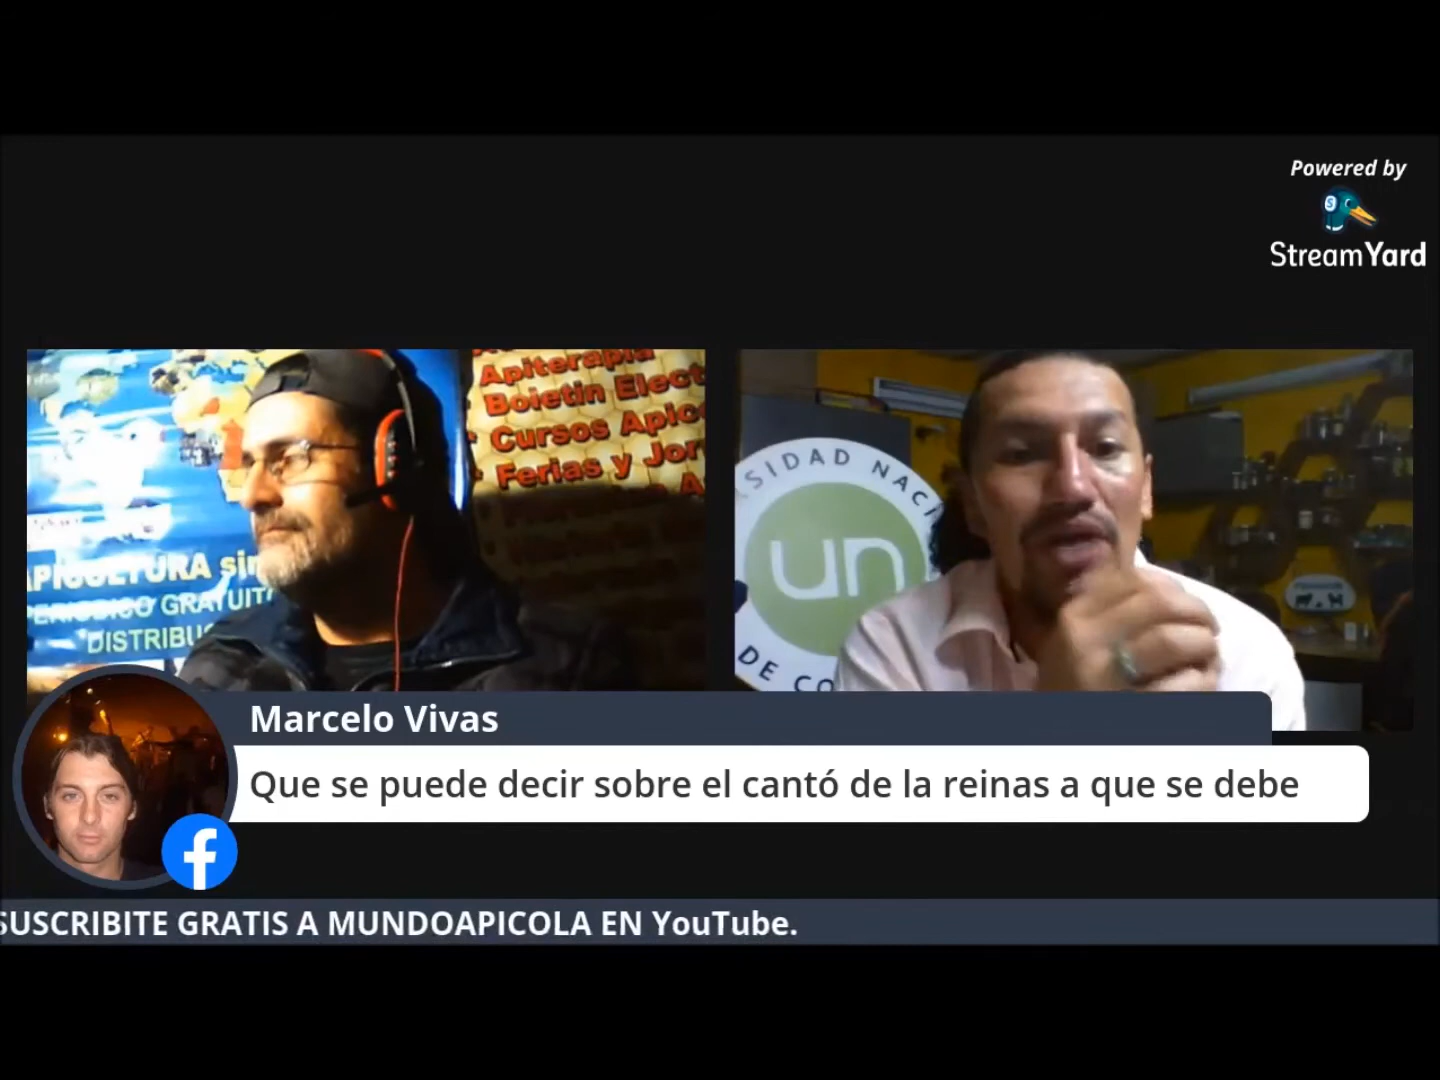 Powered by
StreamYard
Apiterapia
Boletin Elect
Cursos Apic
Ferias y Jor
APICULTURA sin
PERIODICO GRATUIT
DISTRIBU
SIDAD NACI
un
DE CO
Marcelo Vivas
Que se puede decir sobre el cantó de la reinas a que se debe
SUSCRIBITE GRATIS A MUNDOAPICOLA EN YouTube.